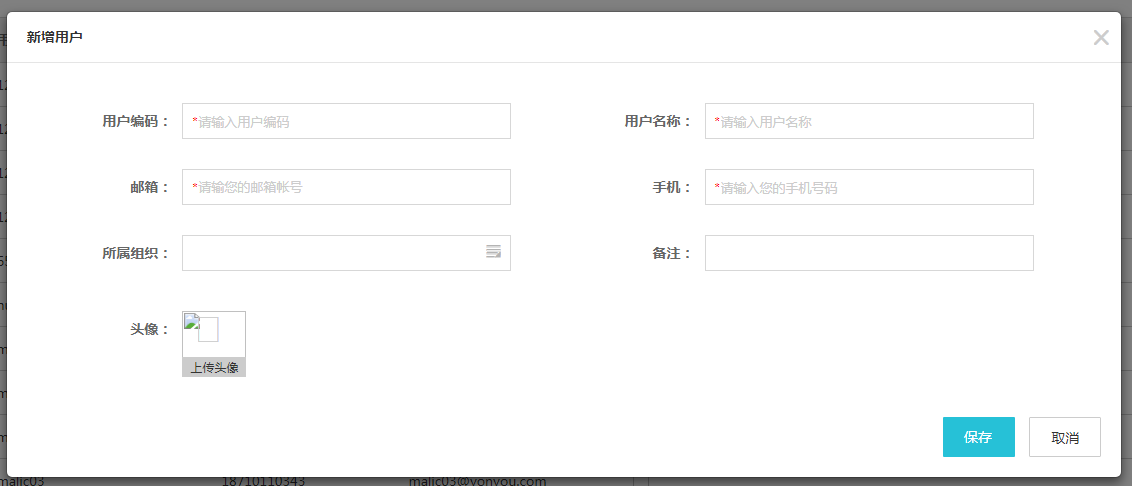 新增用户
用户编码： *请输入用户编码 用户名称： *请输入用户名称
邮箱： *请输您的邮箱帐号 手机： *请输入您的手机号码
所属组织： 备注：
头像：
上传头像
保存 取消
malic03 18710110343 malic03@yonyou.com